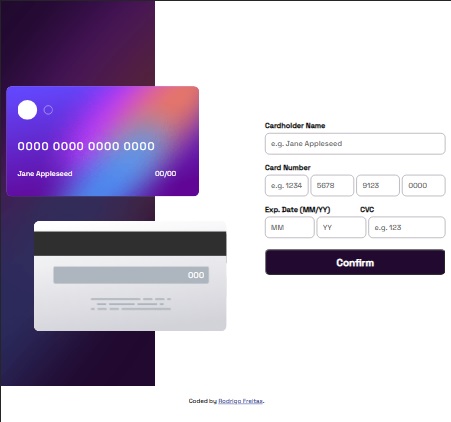 0000 0000 0000 0000
Jane Appleseed 00/00
000
Cardholder Name
e.g. Jane Appleseed
Card Number
e.g. 1234 5678 9123 0000
Exp. Date (MM/YY) CVC
MM YY e.g. 123
Confirm
Coded by Rodrigo Freitas.